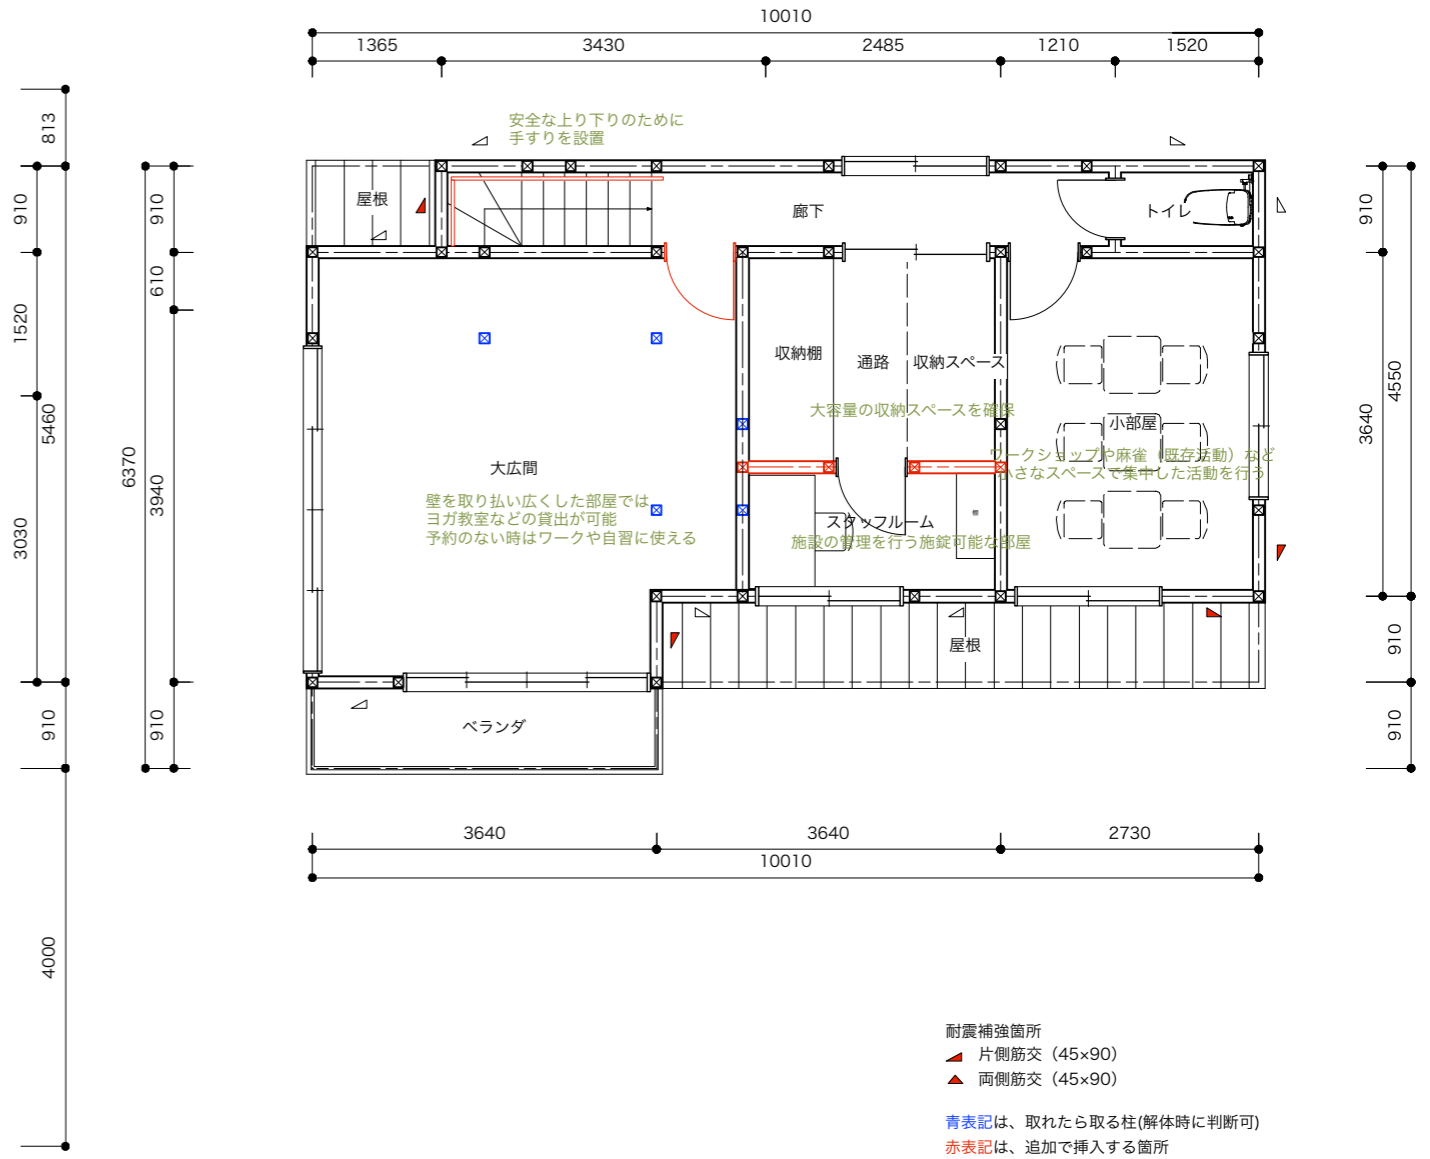 10010
1365
3430
2485
1210
1520
813
安全な上り下りのために
手すりを設置
910
910
屋根
廊下
トイレ
910
610
1520
収納棚
通路
収納スペース
4550
5460
大容量の収納スペースを確保
小部屋
3640
ワークショップや麻雀（既存活動）など
小さなスペースで集中した活動を行う
6370
3940
大広間
壁を取り払い広くした部屋では
ヨガ教室などの貸出が可能
予約のない時はワークや自習に使える
スタッフルーム
施設の管理を行う施錠可能な部屋
3030
屋根
910
910
910
ベランダ
910
3640
3640
2730
10010
4000
耐震補強箇所
片側筋交（45×90）
両側筋交（45×90）
青表記は、取れたら取る柱(解体時に判断可)
赤表記は、追加で挿入する箇所